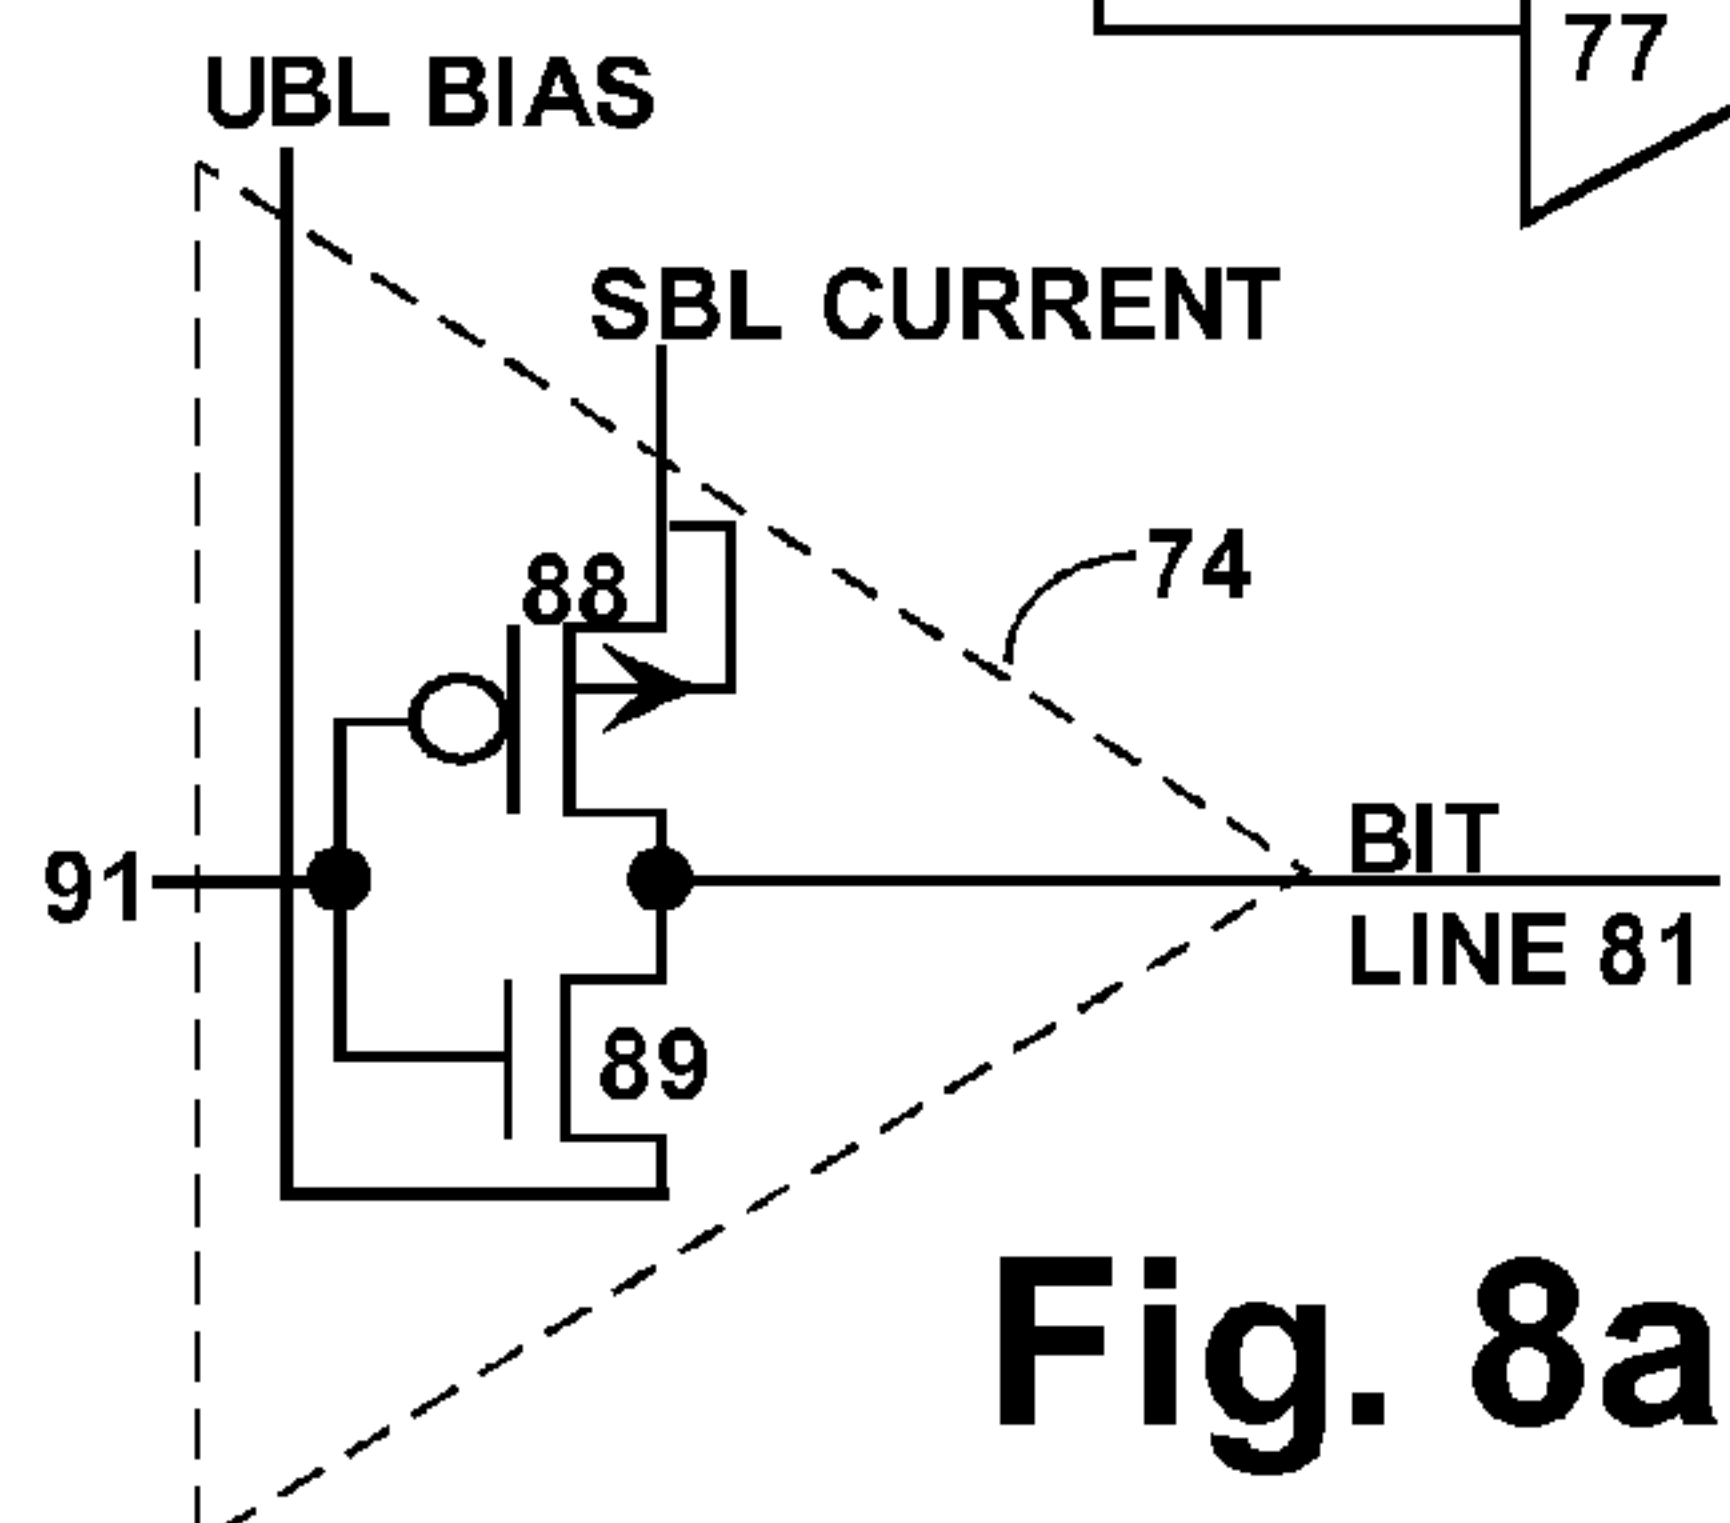 77
UBL BIAS
SBL CURRENT
74
88
BIT
91
LINE 81
89
Fig. 8a